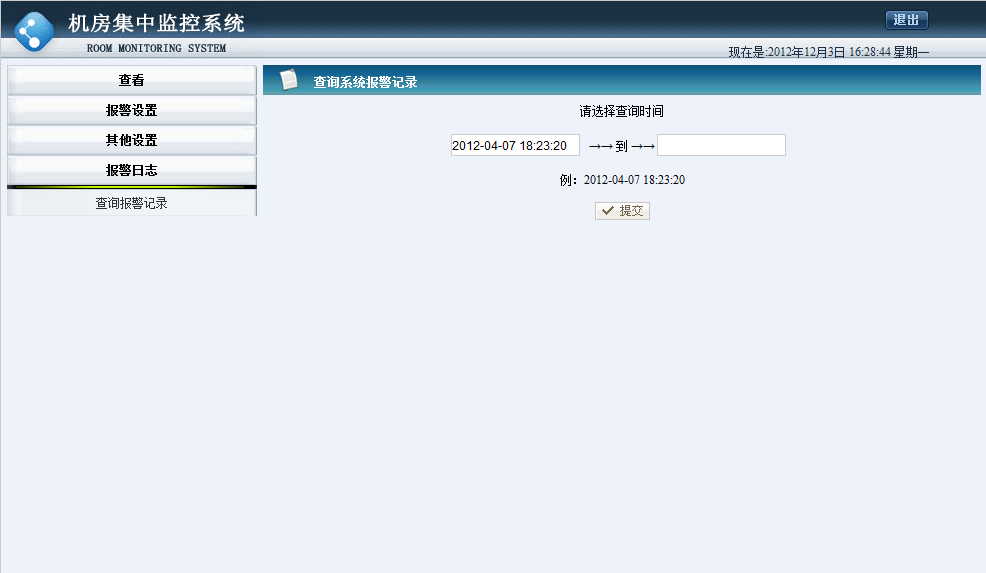 机房集中监控系统
退出
ROOM MONITORING SYSTEM
现在是:2012年12月3日 16:28:44 星期一
查看
查询系统报警记录
报警设置
请选择查询时间
其他设置
2012-04-07 18:23:20 →→到→→
报警日志
例：2012-04-07 18:23:20
查询报警记录
提交